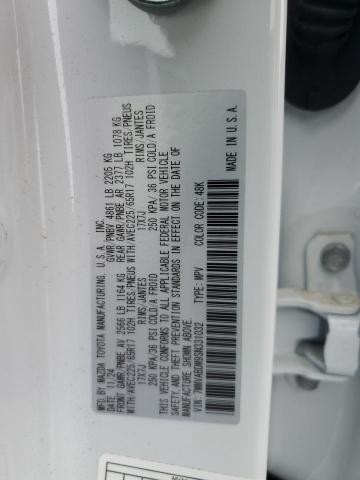 MFD BY MAZDA TOYOTA MANUFACTURING, U.S.A., INC.
DATE 11/24 GVWR/PNBV 4861 LB 2205 KG
FRONT GAWR/PNBE AV 2566 LB 1164 KG REAR GAWR/PNBE AR 2377 LB 1078 KG
WITH/AVEC225/65R17 102H TIRES/PNEUS WITH/AVEC225/65R17 102H TIRES/PNEUS
17X7J RIMS/JANTES 17X7J RIMS/JANTES
250 KPA/ 36 PSI COLD/A FROID 250 KPA/ 36 PSI COLD/A FROID
THIS VEHICLE CONFORMS TO ALL APPLICABLE FEDERAL MOTOR VEHICLE
SAFETY, AND THEFT PREVENTION STANDARDS IN EFFECT ON THE DATE OF
MANUFACTURE SHOWN ABOVE.
TYPE: MPV COLOR CODE: 48K
MADE IN U.S.A.